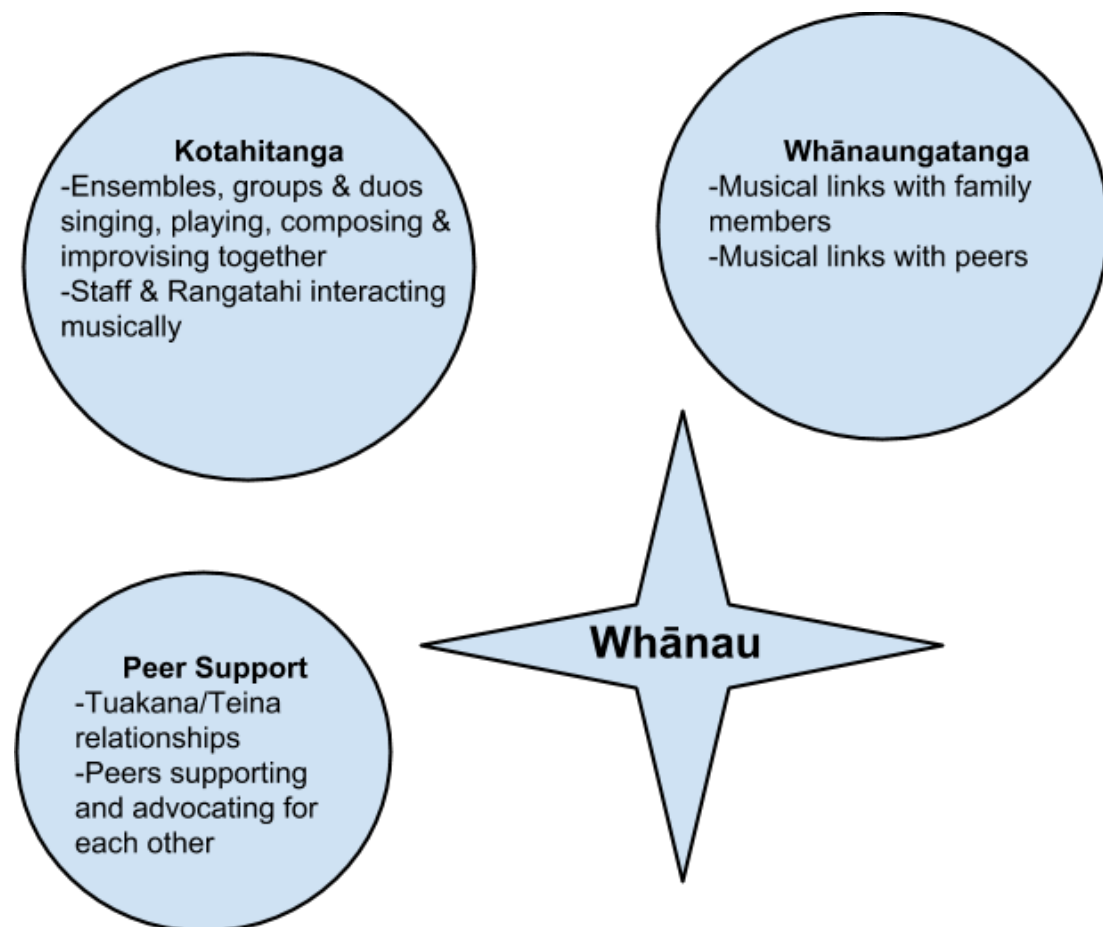 Kotahitanga
-Ensembles, groups & duos
singing, playing, composing &
improvising together
-Staff & Rangatahi interacting
musically
Whānaungatanga
-Musical links with family
members
-Musical links with peers
Whānau
Peer Support
-Tuakana/Teina
relationships
-Peers supporting
and advocating for
each other